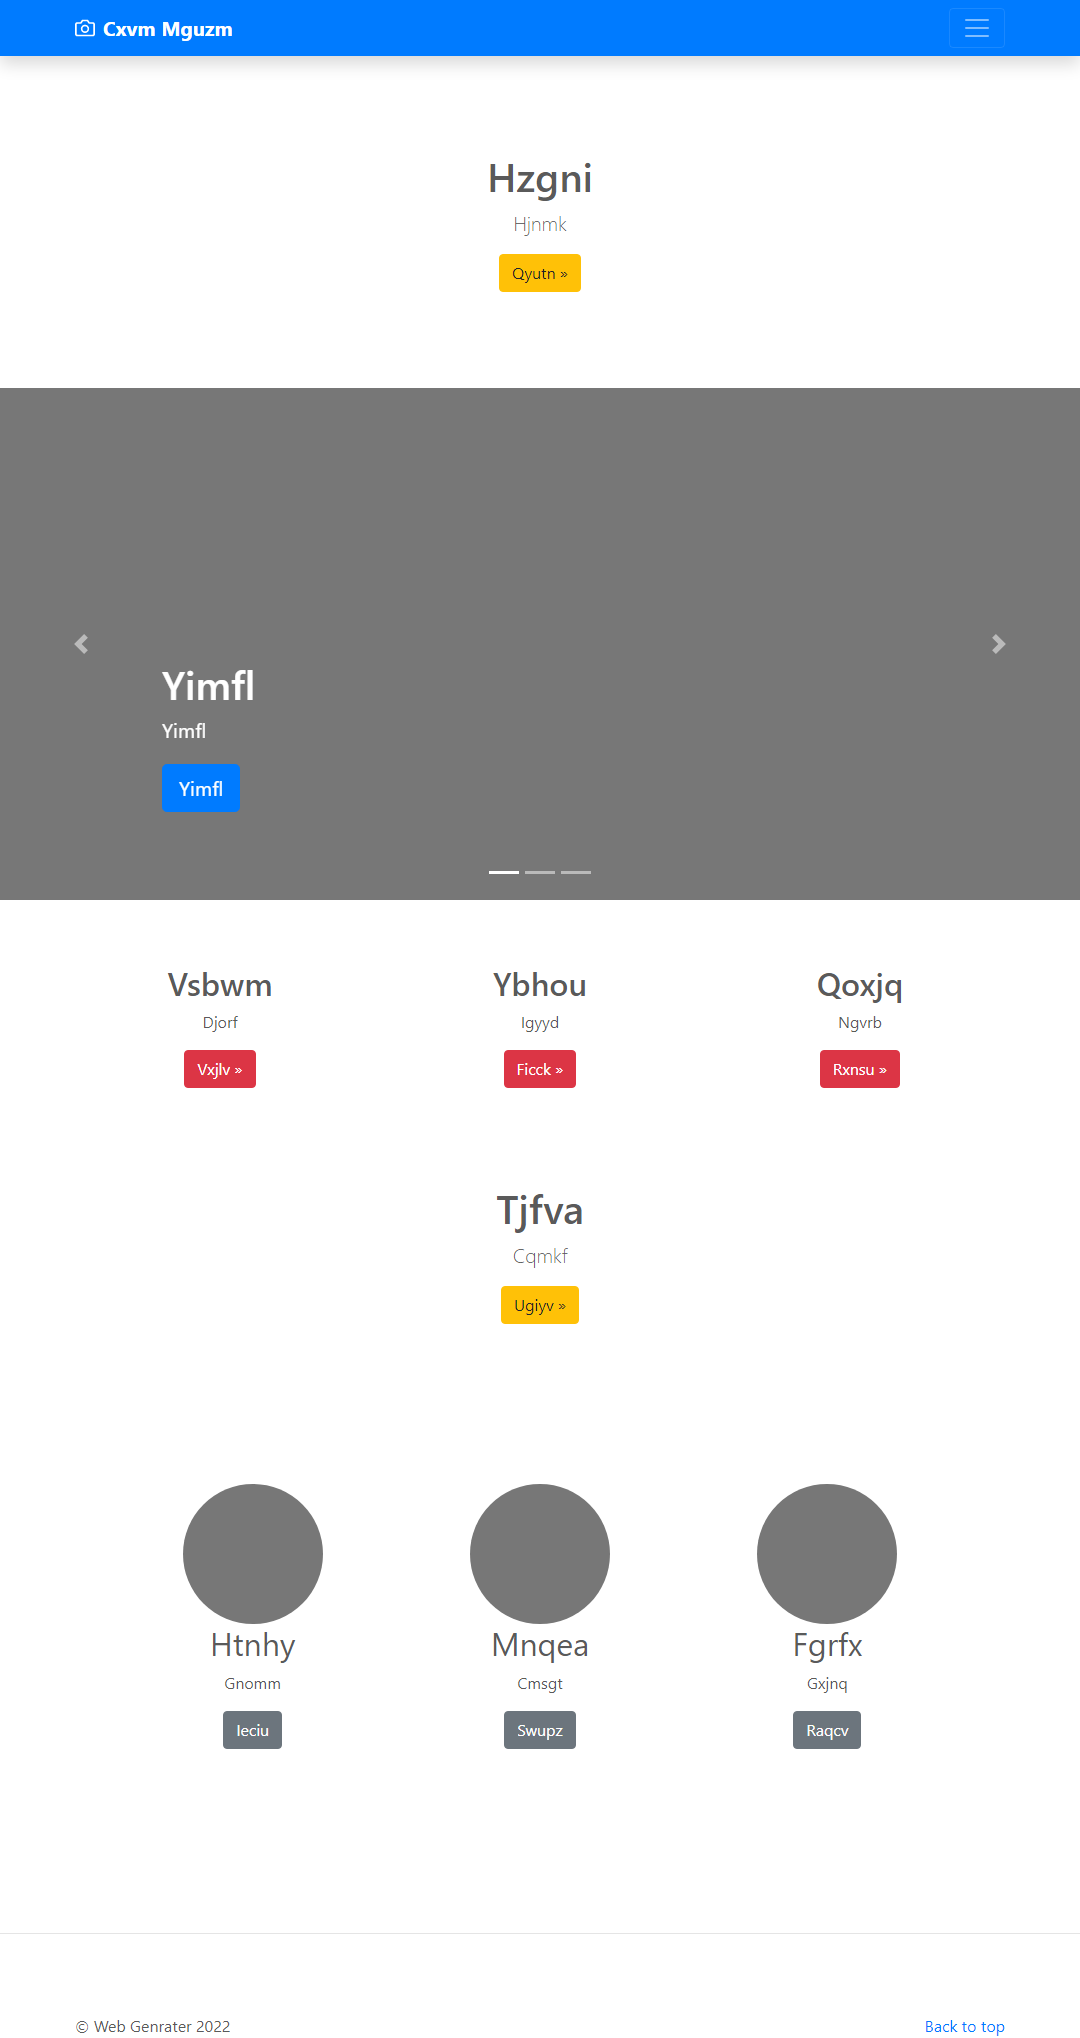 Cxvm Mguzm
Hzgni
Hjnmk
Qyutn »
Yimfl
Yimfl
Yimfl
Vsbwm
Djorf
Vxjlv »
Ybhou
Igyyd
Ficck »
Qoxjq
Ngvrb
Rxnsu »
Tjfva
Cqmkf
Ugiyv »
Htnhy
Gnomm
Ieciu
Mnqea
Cmsgt
Swupz
Fgrfx
Gxjnq
Raqcv
© Web Genrater 2022
Back to top